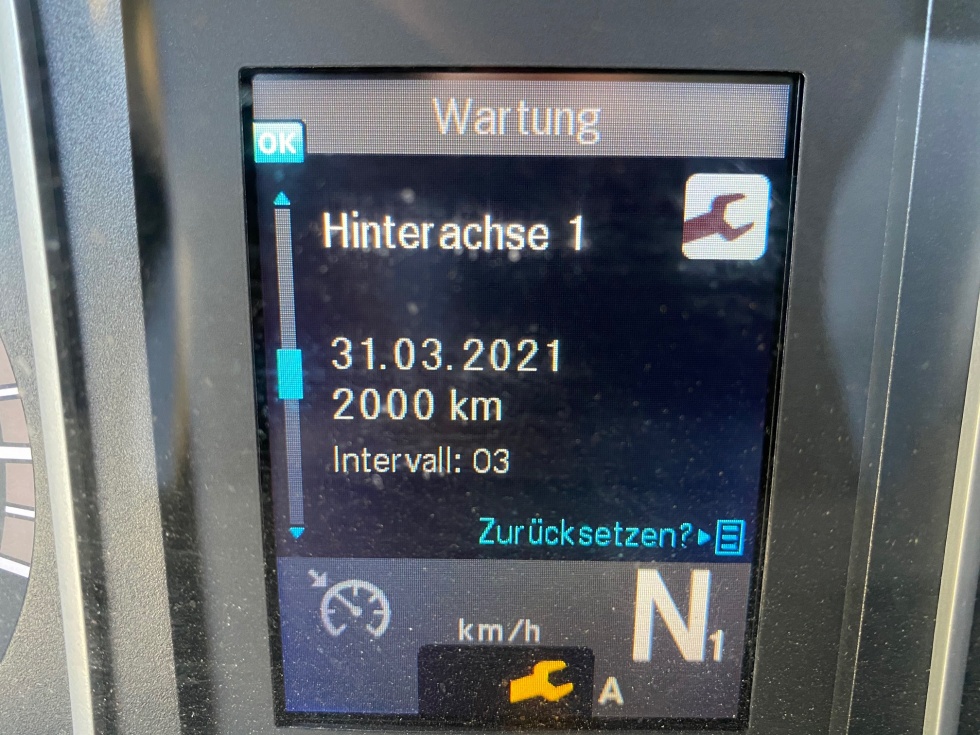 Wartung
OK
Hinterachse 1
31.03.2021
2000 km
Intervall: 03
Zurücksetzen?
km/h
N1
A